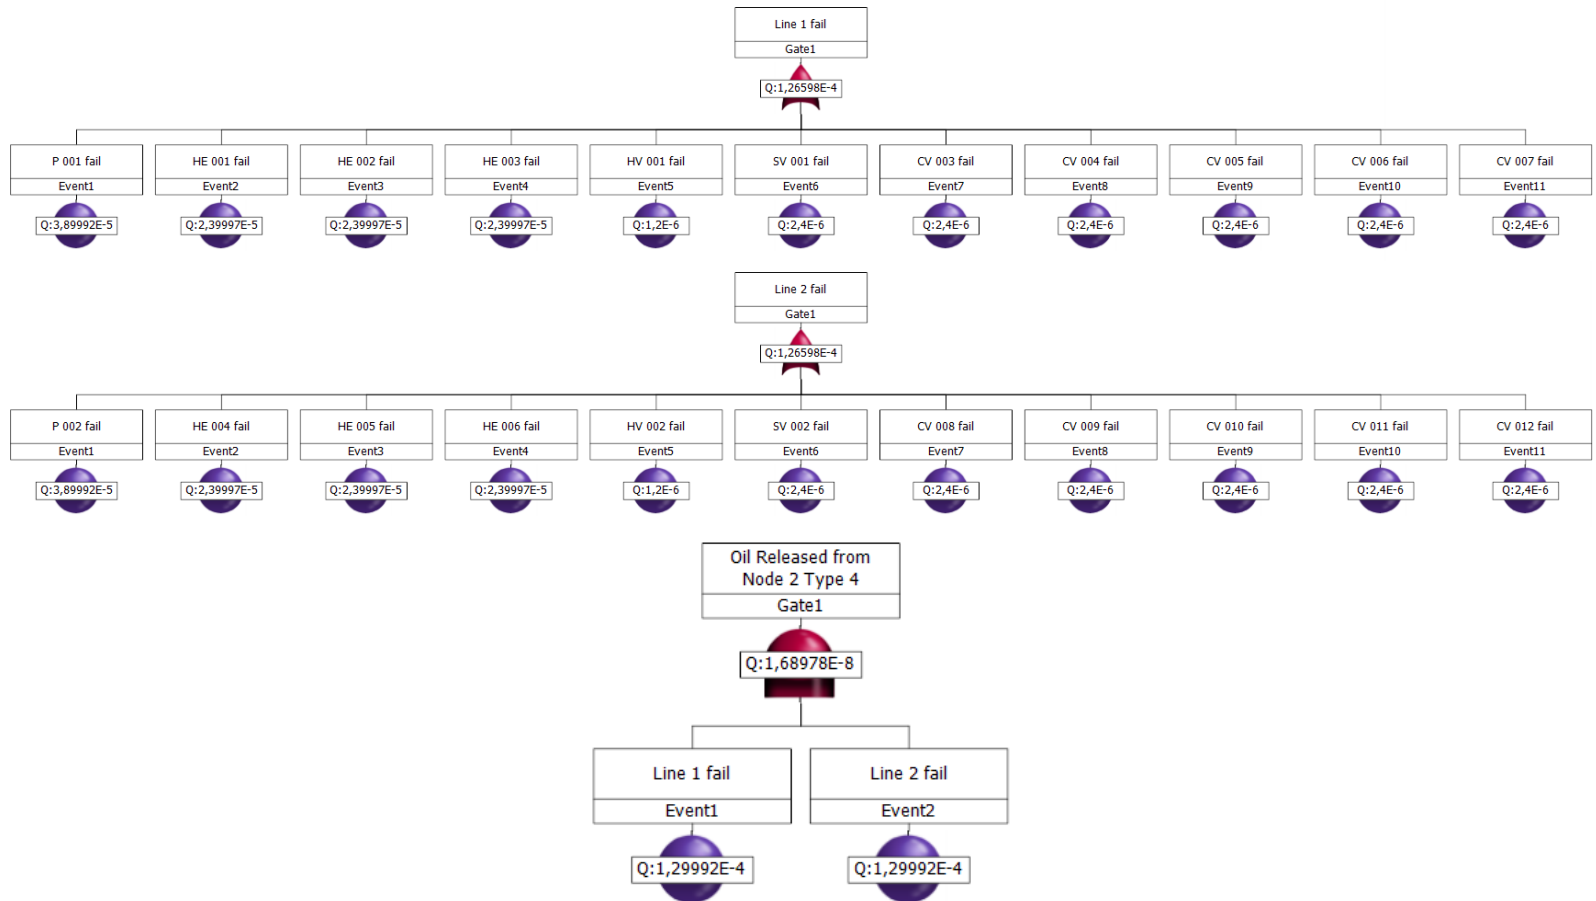 Line 1 fail
Gate1
Q:1,26598E-4
P 001 fail HE 001 fail HE 002 fail HE 003 fail HV 001 fail SV 001 fail CV 003 fail CV 004 fail CV 005 fail CV 006 fail CV 007 fail
Event1 Event2 Event3 Event4 Event5 Event6 Event7 Event8 Event9 Event10 Event11
Q:3,89992E-5 Q:2,39997E-5 Q:2,39997E-5 Q:2,39997E-5 Q:1,2E-6 Q:2,4E-6 Q:2,4E-6 Q:2,4E-6 Q:2,4E-6 Q:2,4E-6 Q:2,4E-6
Line 2 fail
Gate1
Q:1,26598E-4
P 002 fail HE 004 fail HE 005 fail HE 006 fail HV 002 fail SV 002 fail CV 008 fail CV 009 fail CV 010 fail CV 011 fail CV 012 fail
Event1 Event2 Event3 Event4 Event5 Event6 Event7 Event8 Event9 Event10 Event11
Q:3,89992E-5 Q:2,39997E-5 Q:2,39997E-5 Q:2,39997E-5 Q:1,2E-6 Q:2,4E-6 Q:2,4E-6 Q:2,4E-6 Q:2,4E-6 Q:2,4E-6 Q:2,4E-6
Oil Released from
Node 2 Type 4
Gate1
Q:1,68978E-8
Line 1 fail Line 2 fail
Event1 Event2
Q:1,29992E-4 Q:1,29992E-4